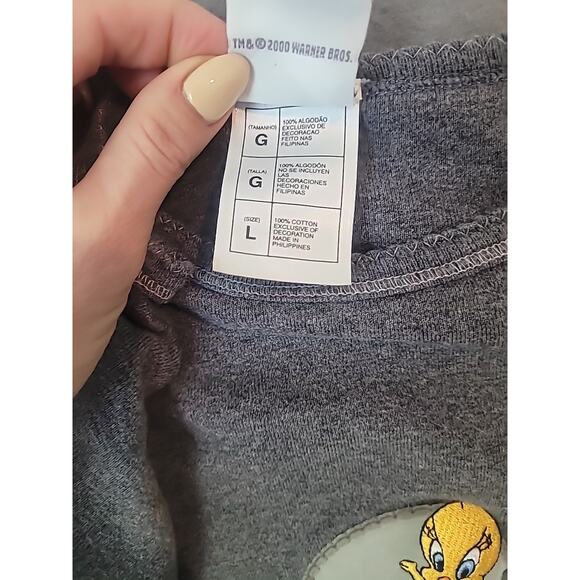 TM&©2000 WARNER BROS.
(TAMANHO)
G
100% ALGODÃO
EXCLUSIVO DE
DECORACAO
FEITO NAS
FILIPINAS
(TALLA)
G
100% ALGODÓN
NO SE INCLUYEN
LAS
DECORACIONES
HECHO EN
FILIPINAS
(SIZE)
L
100% COTTON
EXCLUSIVE OF
DECORATION
MADE IN
PHILIPPINES